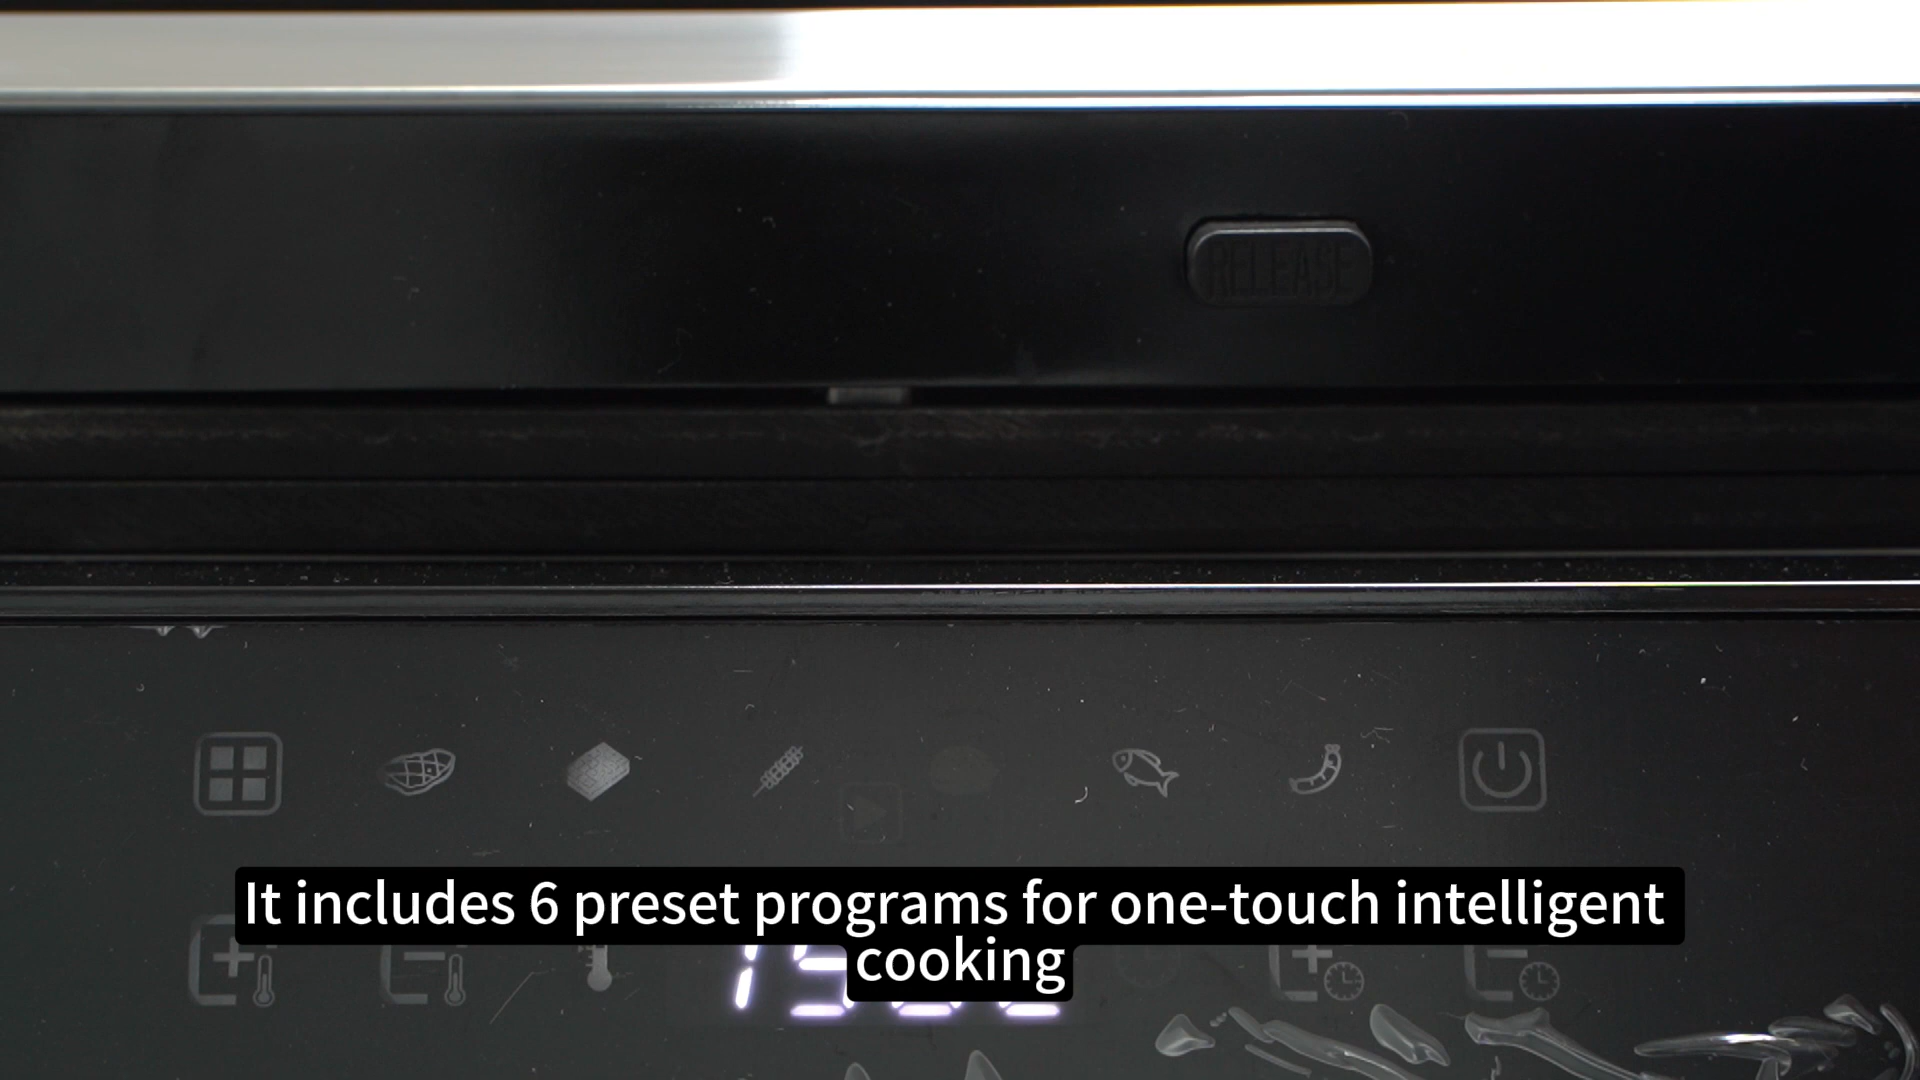 RELEASE
It includes 6 preset programs for one-touch intelligent
cooking